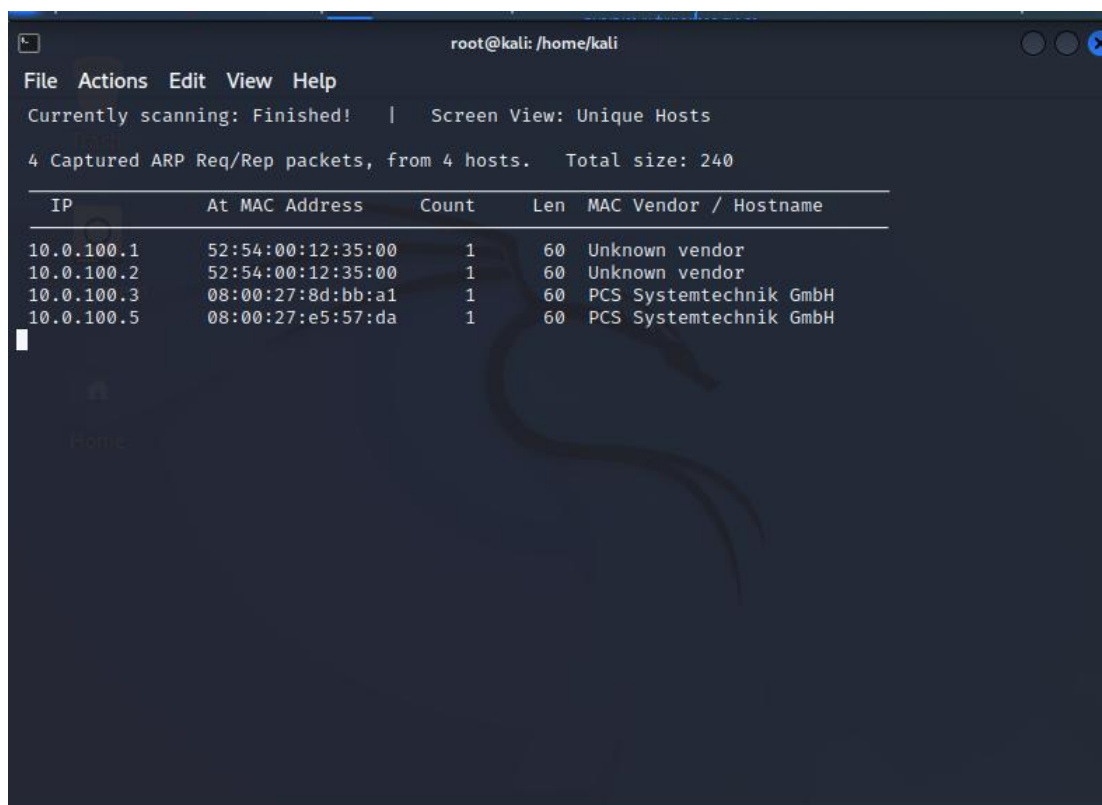 root@kali: /home/kali
File Actions Edit View Help
Currently scanning: Finished! | Screen View: Unique Hosts
4 Captured ARP Req/Rep packets, from 4 hosts. Total size: 240
IP At MAC Address Count Len MAC Vendor / Hostname
10.0.100.1 52:54:00:12:35:00 1 60 Unknown vendor
10.0.100.2 52:54:00:12:35:00 1 60 Unknown vendor
10.0.100.3 08:00:27:8d:bb:a1 1 60 PCS Systemtechnik GmbH
10.0.100.5 08:00:27:e5:57:da 1 60 PCS Systemtechnik GmbH
Home